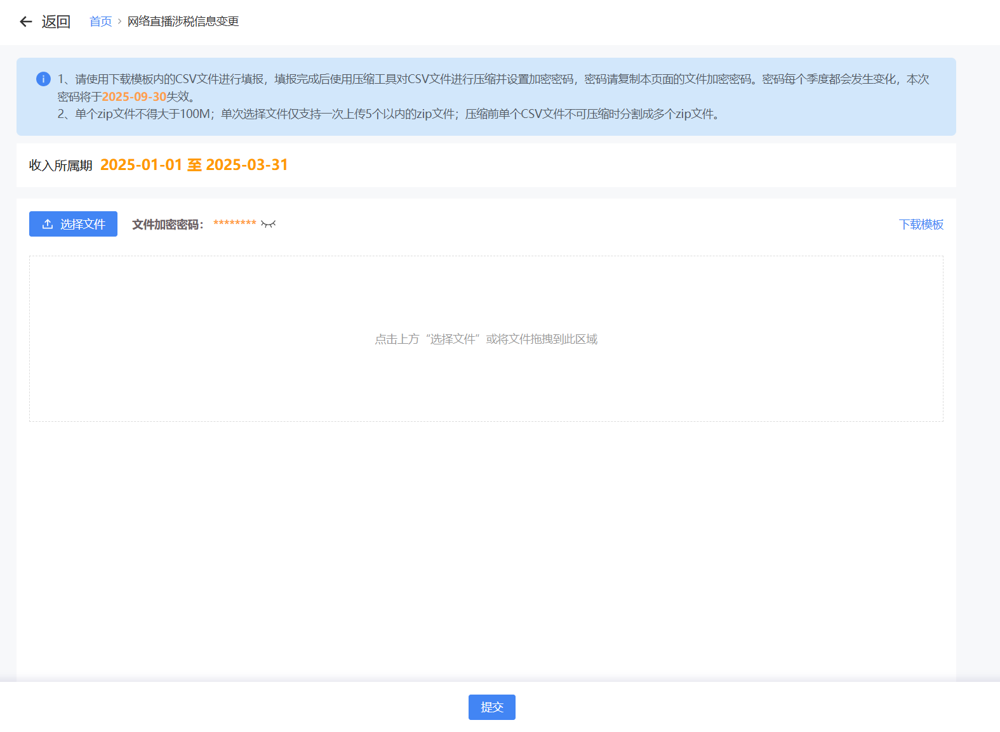 返回 首页 > 网络直播涉税信息变更
1、请使用下载模板内的CSV文件进行填报，填报完成后使用压缩工具对CSV文件进行压缩并设置加密密码，密码请复制本页面的文件加密密码。密码每个季度都会发生变化，本次
密码将于2025-09-30失效。
2、单个zip文件不得大于100M；单次选择文件仅支持一次上传5个以内的zip文件；压缩前单个CSV文件不可压缩时分割成多个zip文件。
收入所属期 2025-01-01 至 2025-03-31
选择文件 文件加密密码： ******** 下载模板
点击上方“选择文件”或将文件拖拽到此区域
提交